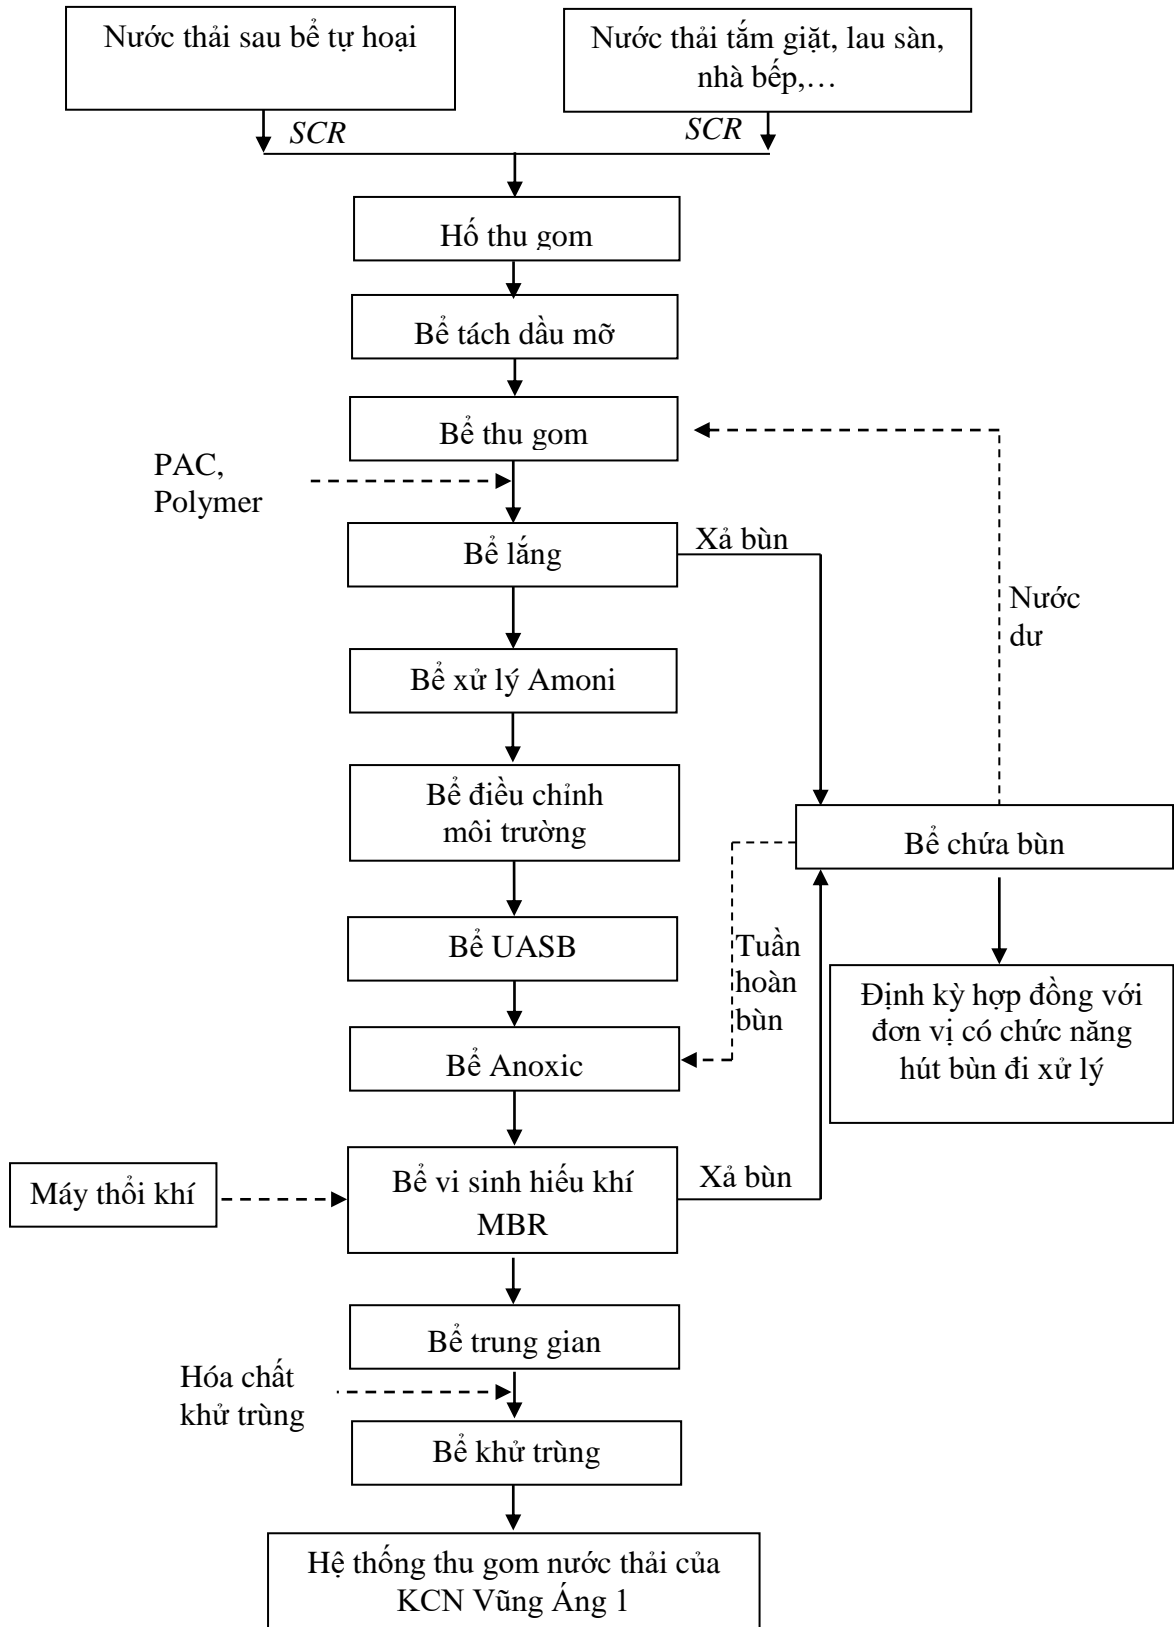 Nước thải sau bể tự hoại
Nước thải tắm giặt, lau sàn,
nhà bếp,…
SCR
SCR
Hố thu gom
Bể tách dầu mỡ
Bể thu gom
PAC,
Polymer
Bể lắng
Xả bùn
Nước
dư
Bể xử lý Amoni
Bể điều chỉnh
môi trường
Bể chứa bùn
Bể UASB
Tuần
hoàn
bùn
Định kỳ hợp đồng với
đơn vị có chức năng
hút bùn đi xử lý
Bể Anoxic
Máy thổi khí
Bể vi sinh hiếu khí
MBR
Xả bùn
Bể trung gian
Hóa chất
khử trùng
Bể khử trùng
Hệ thống thu gom nước thải của
KCN Vũng Áng 1